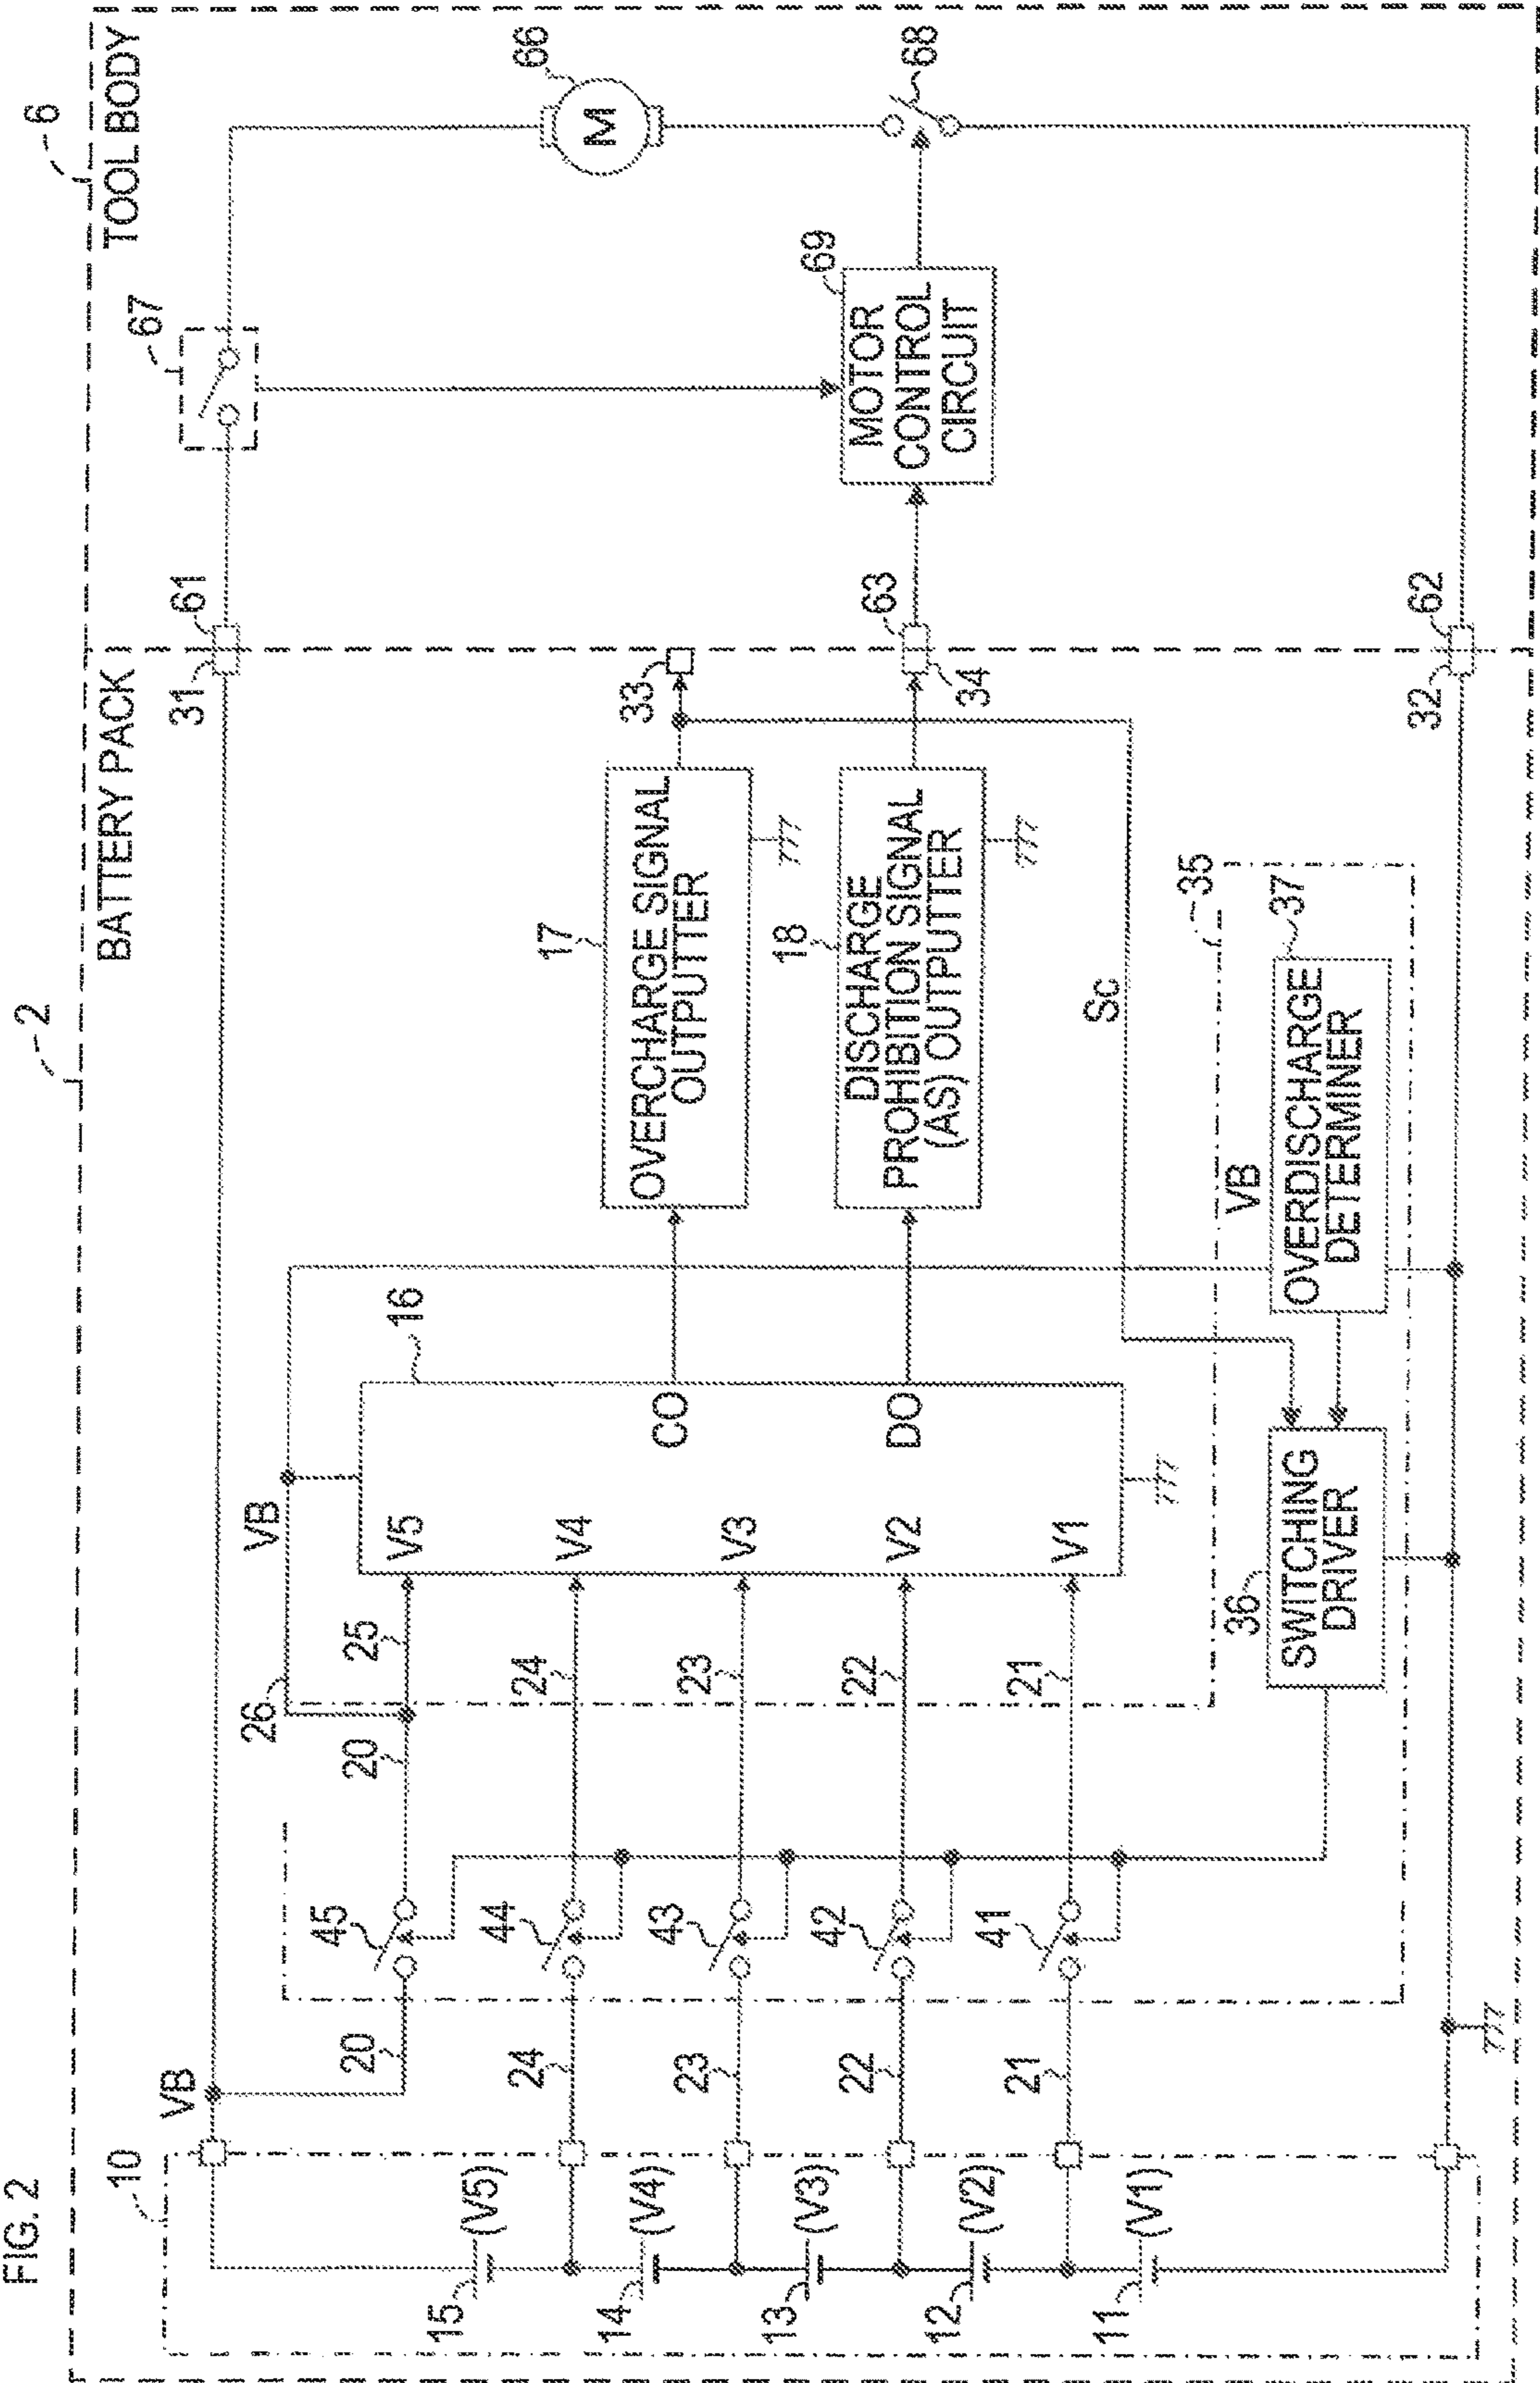 FIG. 2
2
6
BATTERY PACK
TOOL BODY
10
VB
31
61
67
66
M
20
45
20
26
25
VB
16
V5
V4
V3
V2
V1
CO
DO
15
(V5)
24
44
24
14
(V4)
23
43
23
13
(V3)
22
42
22
12
(V2)
21
41
21
11
(V1)
17
OVERCHARGE SIGNAL
OUTPUTTER
33
18
DISCHARGE
PROHIBITION SIGNAL
(AS) OUTPUTTER
34
63
69
MOTOR
CONTROL
CIRCUIT
68
Sc
35
36
SWITCHING
DRIVER
VB
37
OVERDISCHARGE
DETERMINER
32
62